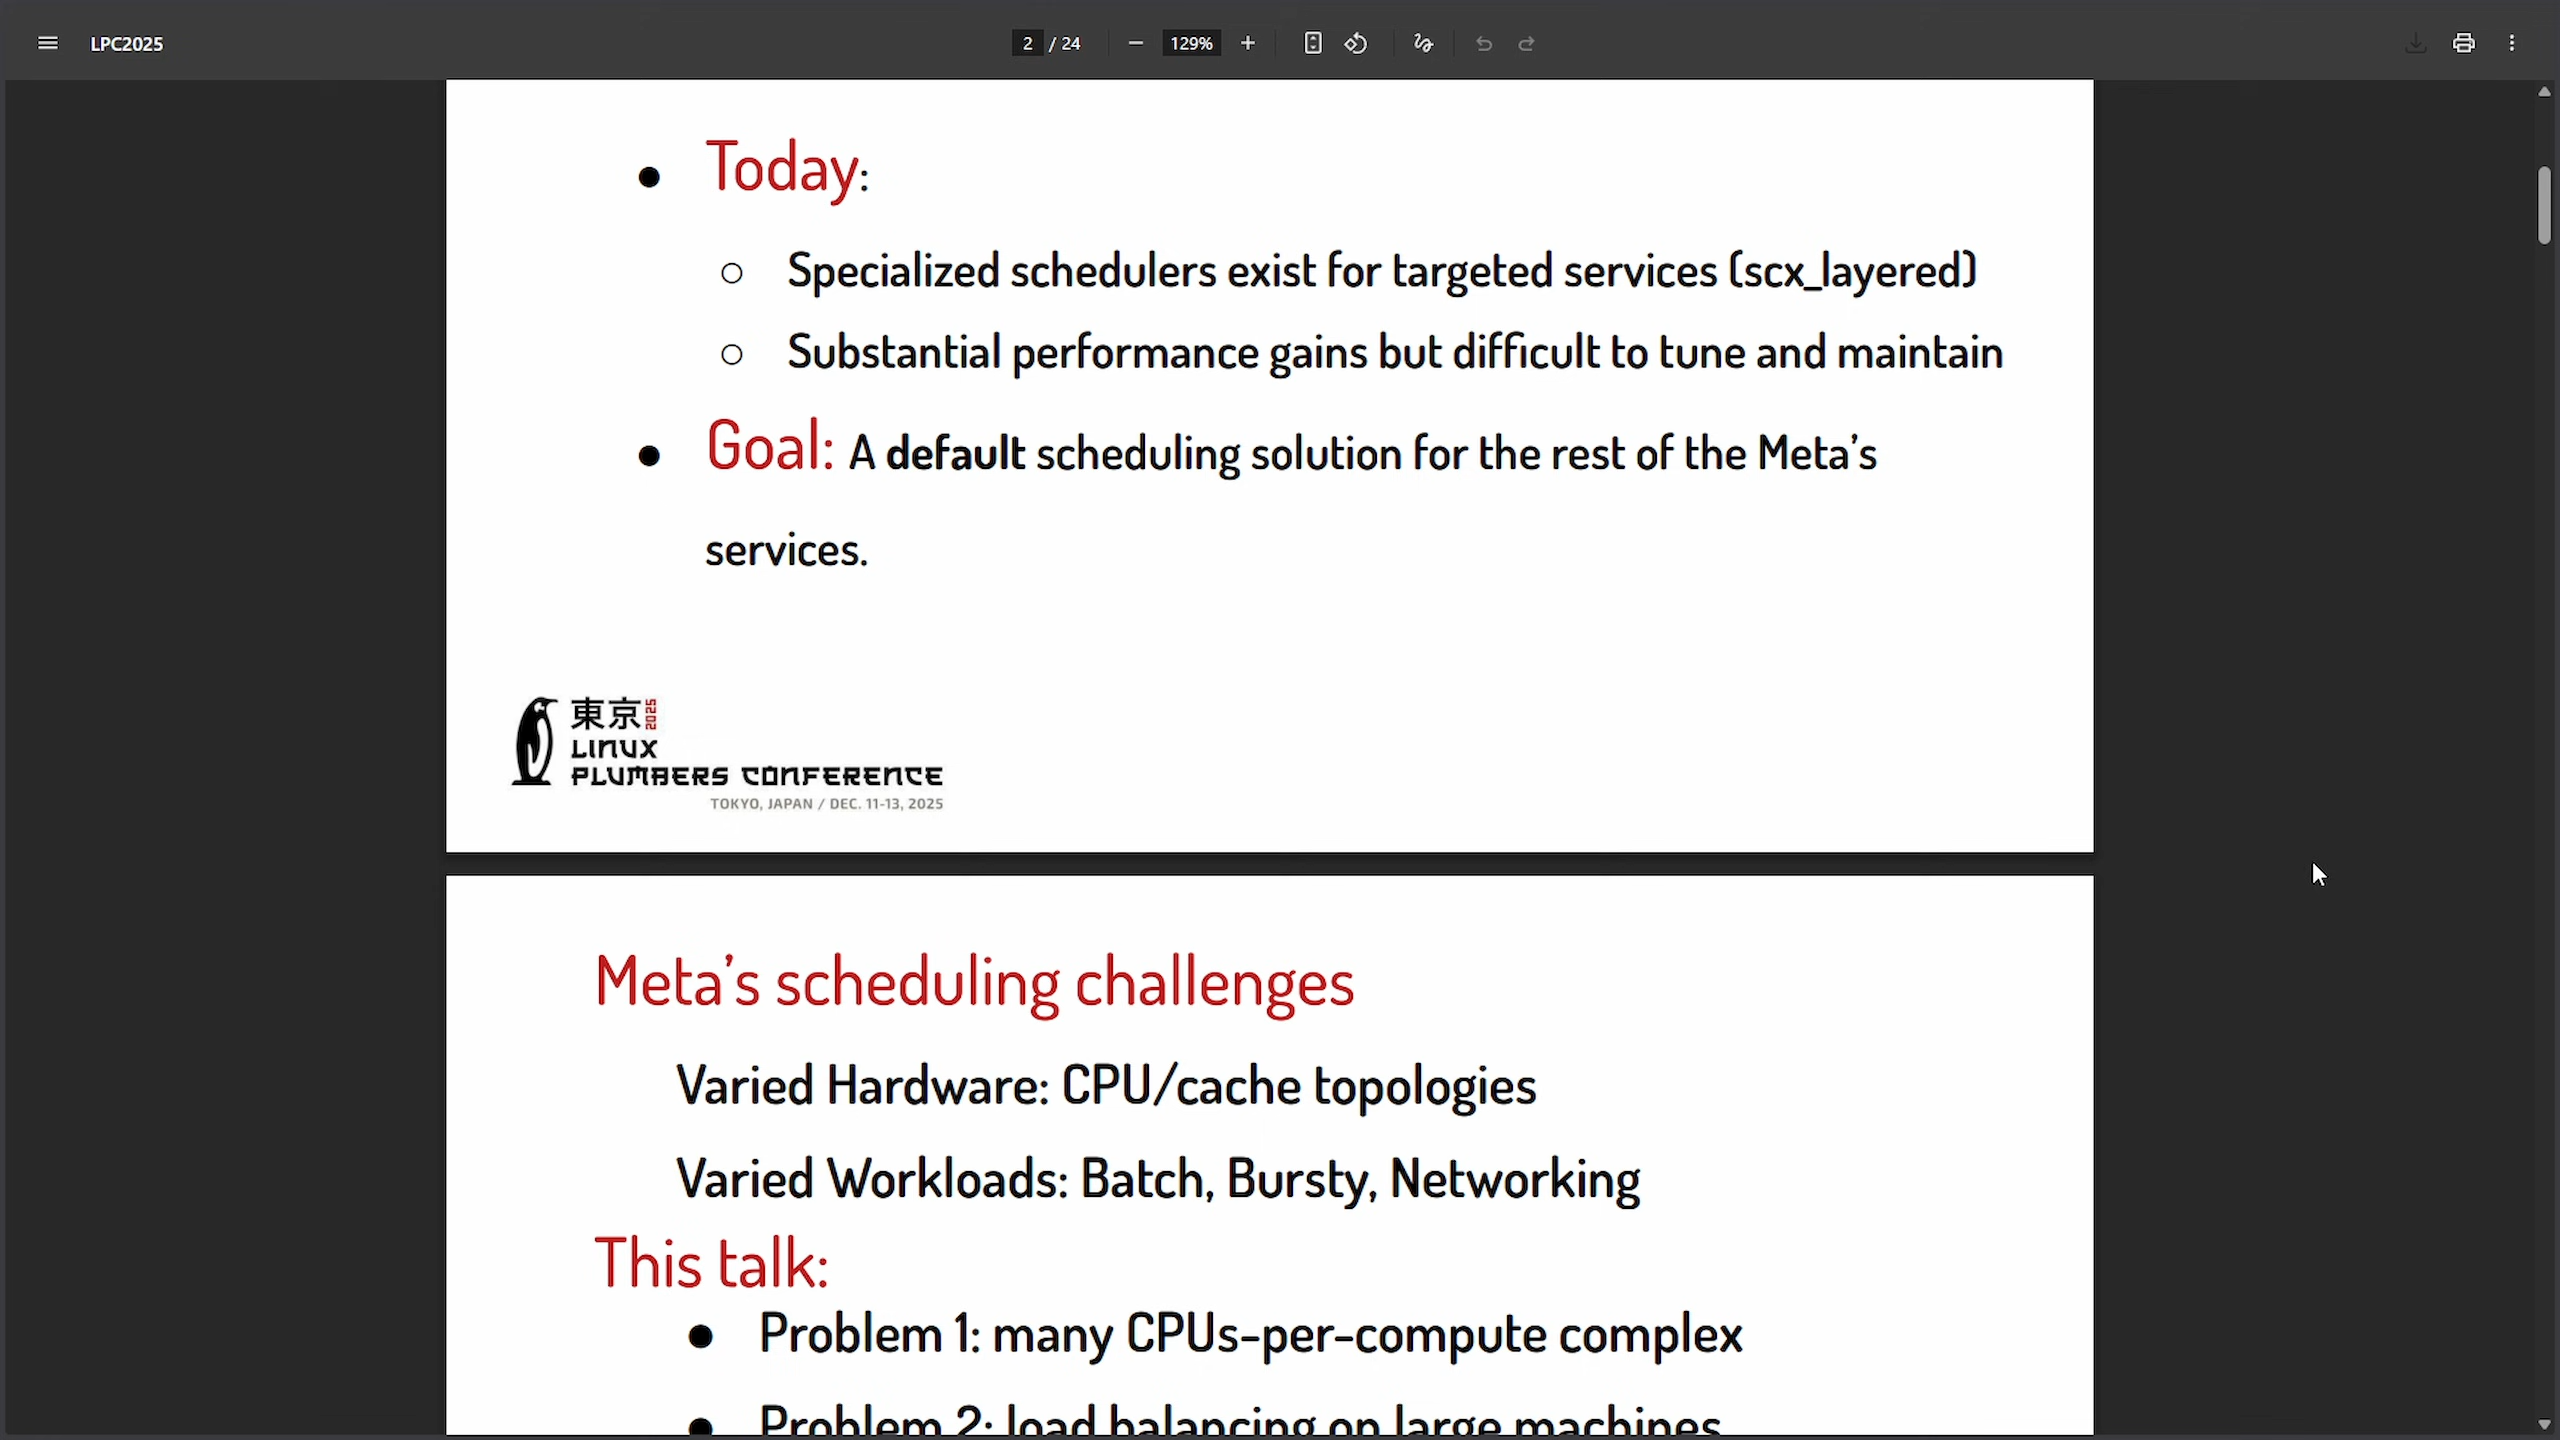 LPC2025
2 / 24
129%
Today:
Specialized schedulers exist for targeted services (scx_layered)
Substantial performance gains but difficult to tune and maintain
Goal: A default scheduling solution for the rest of the Meta’s
services.
東京 2025
LINUX
PLUMBERS CONFERENCE
TOKYO, JAPAN / DEC. 11-13, 2025
Meta’s scheduling challenges
Varied Hardware: CPU/cache topologies
Varied Workloads: Batch, Bursty, Networking
This talk:
Problem 1: many CPUs-per-compute complex
Problem 2: load balancing on large machines